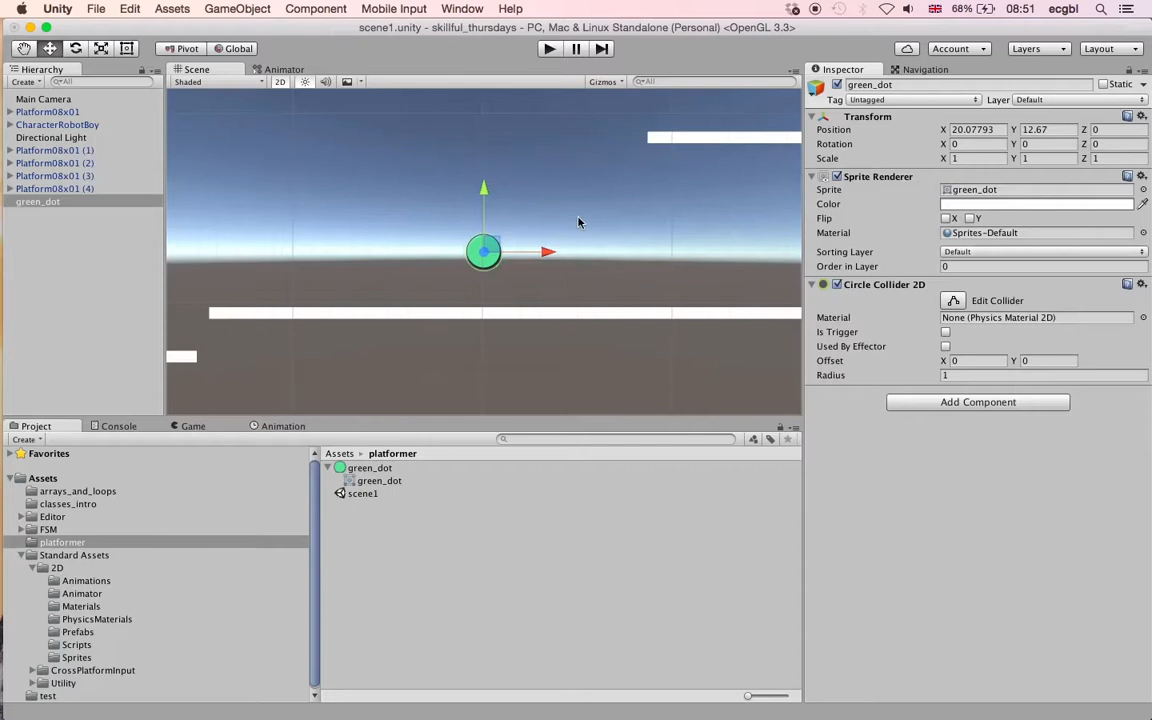 Unity File Edit Assets GameObject Component Mobile Input Window Help 68% 08:51 ecgbl
scene1.unity - skillful_thursdays - PC, Mac & Linux Standalone (Personal) <OpenGL 3.3>
Pivot Global Account Layers Layout
Hierarchy
Create All
Main Camera
Platform08x01
CharacterRobotBoy
Directional Light
Platform08x01 (1)
Platform08x01 (2)
Platform08x01 (3)
Platform08x01 (4)
green_dot
Scene Animator
Shaded 2D Gizmos All
Inspector Navigation
green_dot Static
Tag Untagged Layer Default
Transform
Position X 20.07793 Y 12.67 Z 0
Rotation X 0 Y 0 Z 0
Scale X 1 Y 1 Z 1
Sprite Renderer
Sprite green_dot
Color
Flip X Y
Material Sprites-Default
Sorting Layer Default
Order in Layer 0
Circle Collider 2D
Edit Collider
Material None (Physics Material 2D)
Is Trigger
Used By Effector
Offset X 0 Y 0
Radius 1
Add Component
Project Console Game Animation
Create
Favorites
Assets
arrays_and_loops
classes_intro
Editor
FSM
platformer
Standard Assets
2D
Animations
Animator
Materials
PhysicsMaterials
Prefabs
Scripts
Sprites
CrossPlatformInput
Utility
test
Assets platformer
green_dot
green_dot
scene1